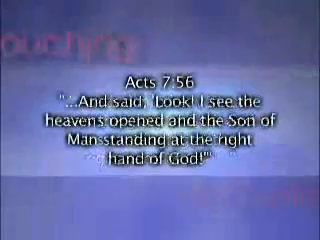 ouching
Acts 7:56
"...And said, 'Look! I see the
heavens opened and the Son of
Man standing at the right
hand of God!'"